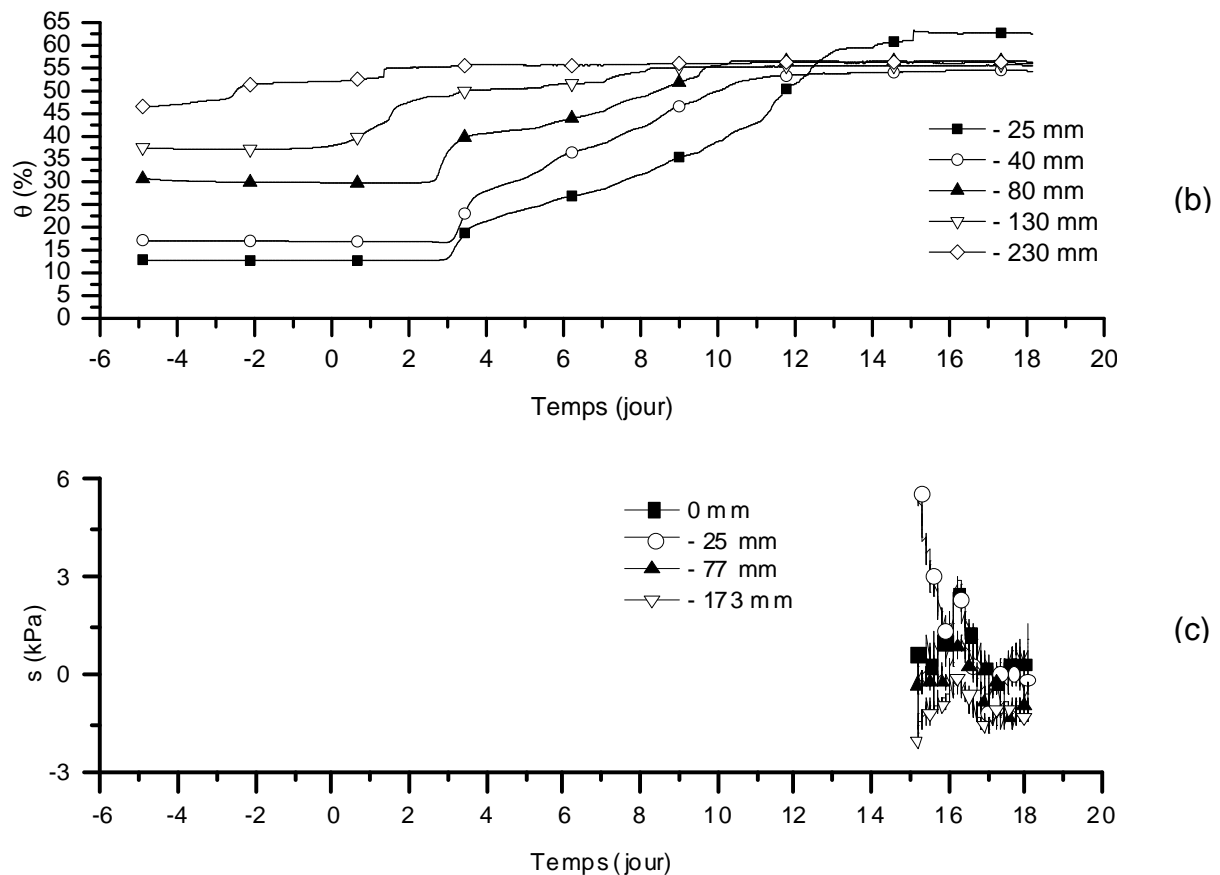 65
60
55
50
45
40
35
30
25
20
15
10
5
0
θ (%)
- 25 mm
- 40 mm
- 80 mm
- 130 mm
- 230 mm
(b)
-6 -4 -2 0 2 4 6 8 10 12 14 16 18 20
Temps (jour)
6
3
0
-3
s (kPa)
0 mm
- 25 mm
- 77 mm
- 173 mm
(c)
-6 -4 -2 0 2 4 6 8 10 12 14 16 18 20
Temps (jour)